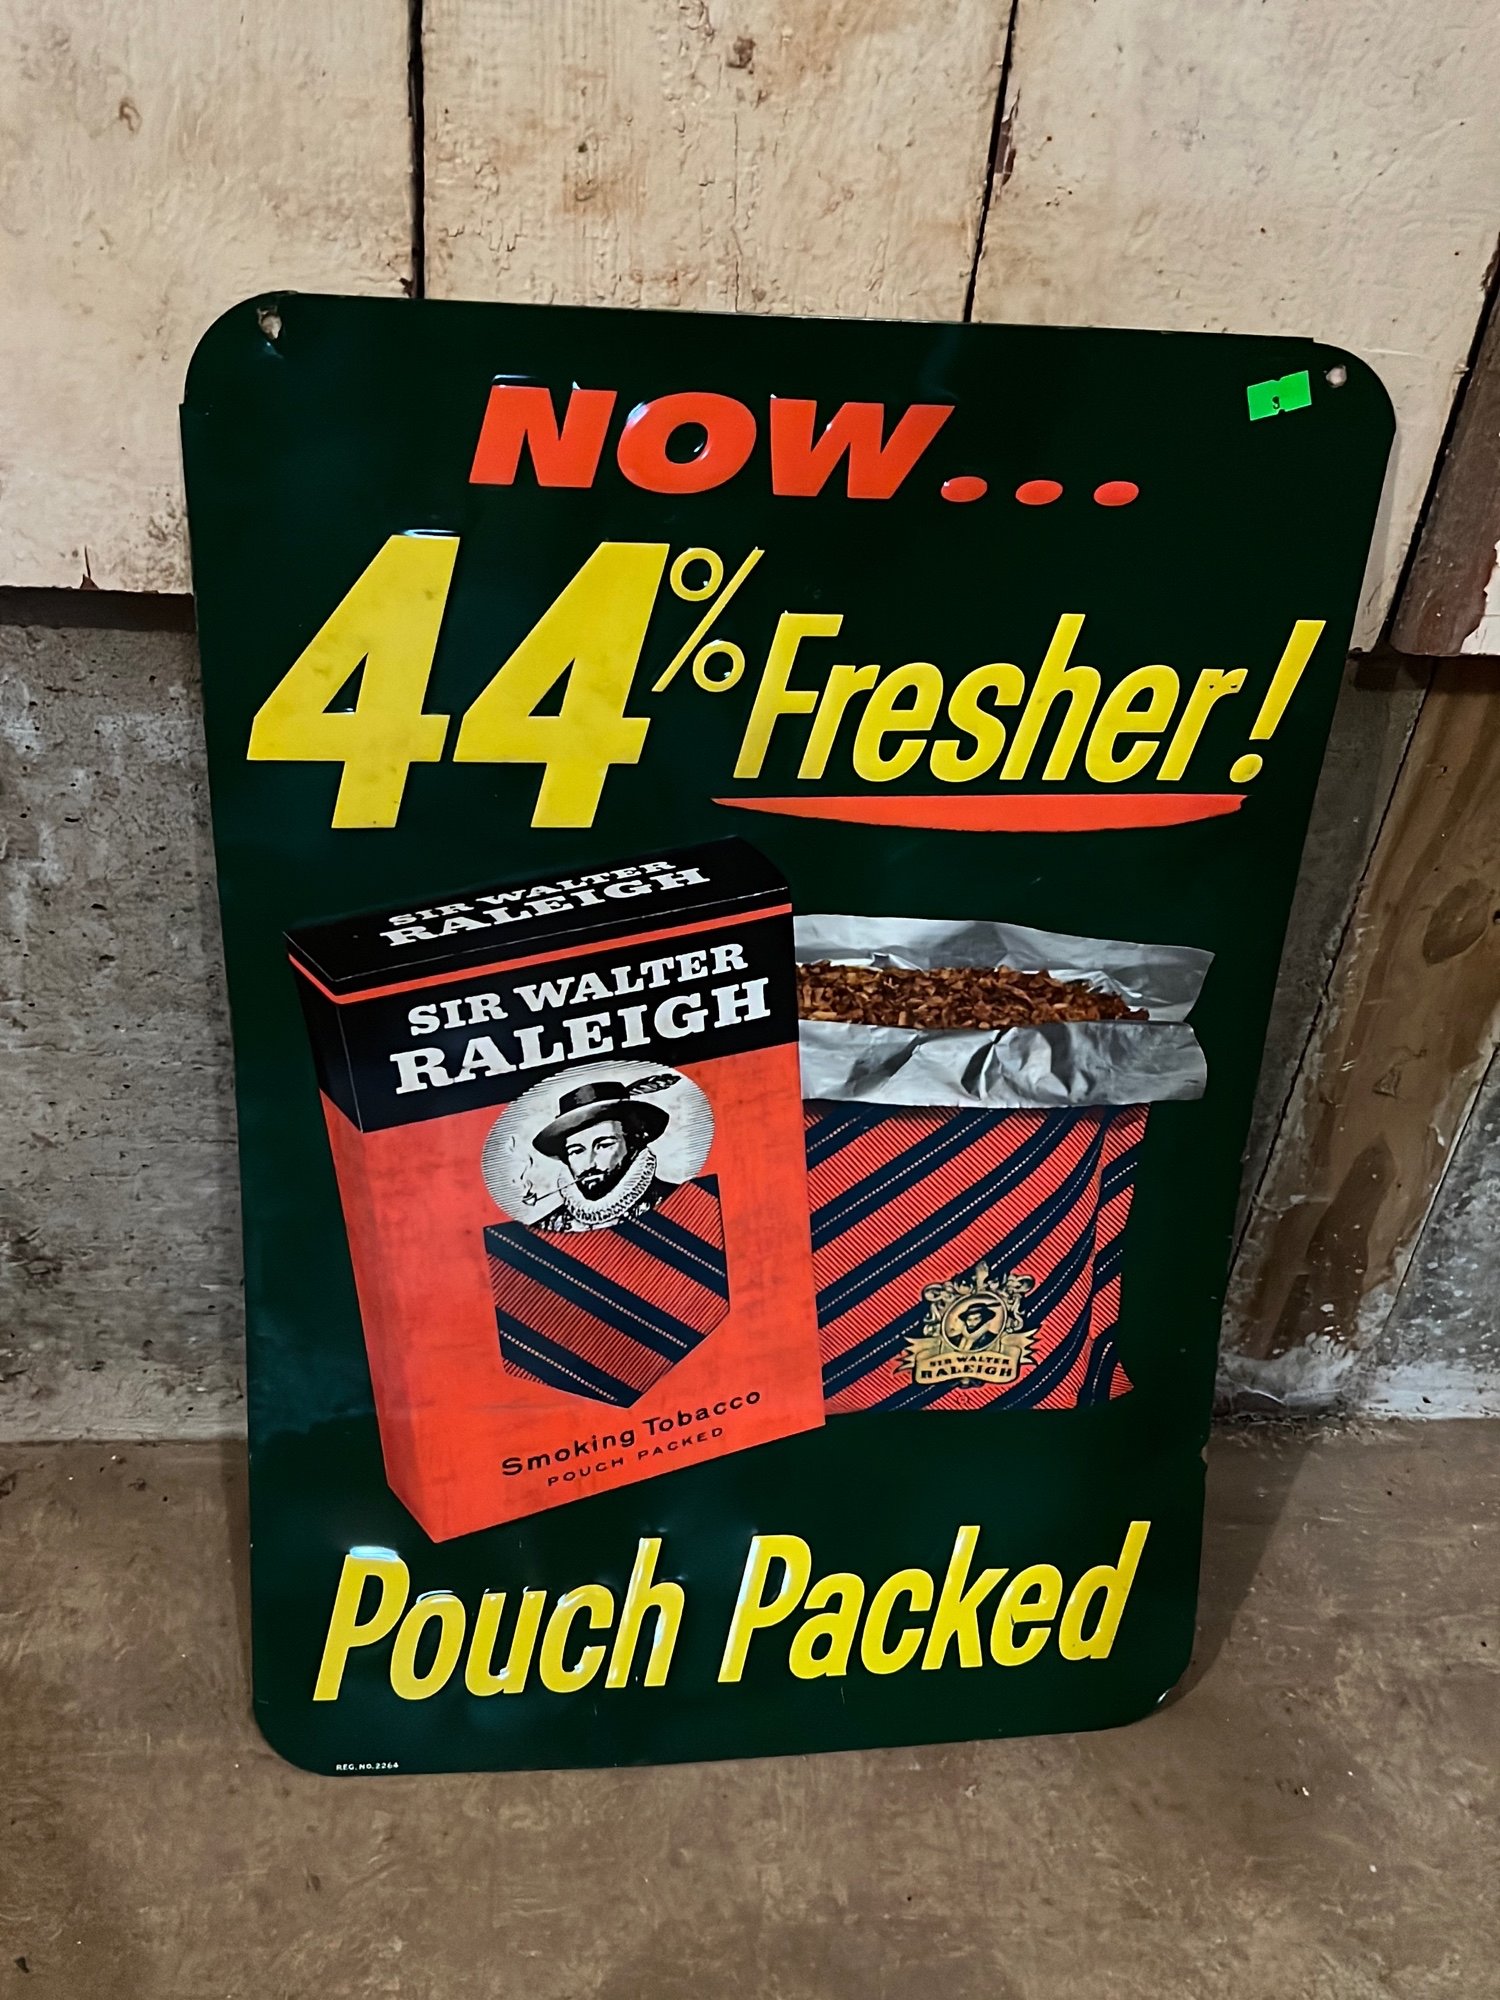 NOW...
44% Fresher!
SIR WALTER
RALEIGH
SIR WALTER
RALEIGH
Smoking Tobacco
POUCH PACKED
SIR WALTER
RALEIGH
Pouch Packed
REG. NO. 2264